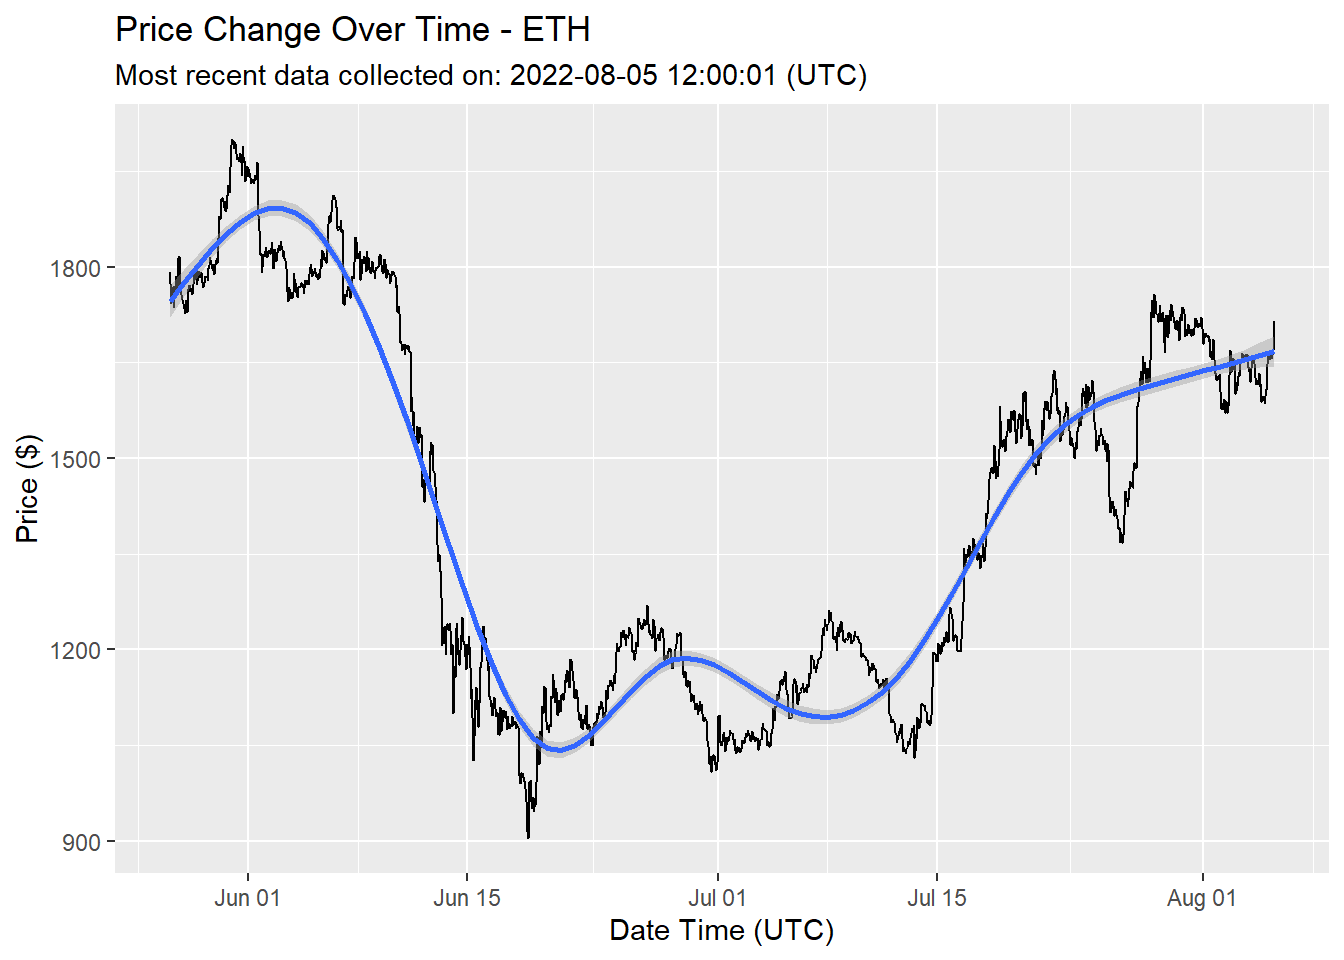 Price Change Over Time - ETH
Most recent data collected on: 2022-08-05 12:00:01 (UTC)
Price ($)
1800
1500
1200
900
Jun 01 Jun 15 Jul 01 Jul 15 Aug 01
Date Time (UTC)